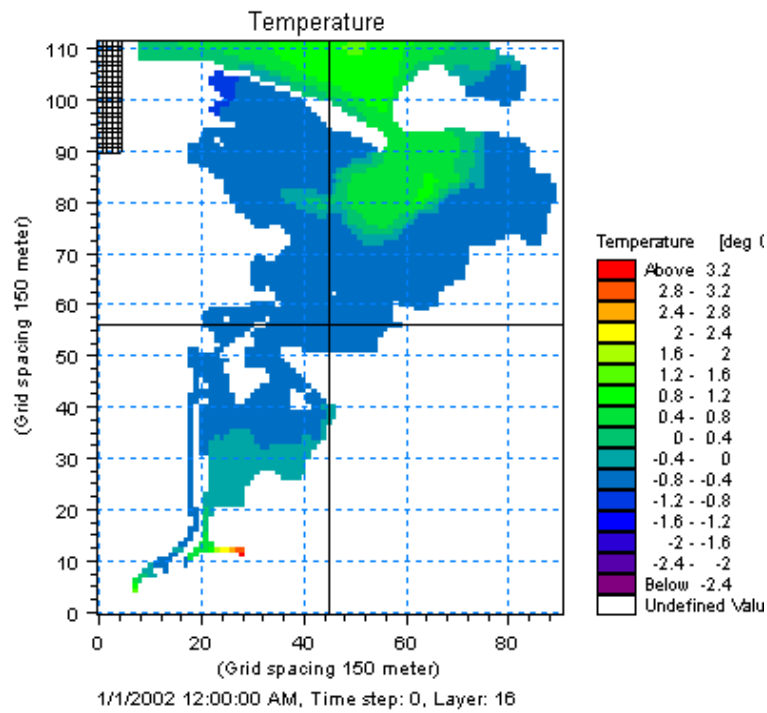 Temperature
110
100
90
80
70
60
50
40
30
20
10
0
(Grid spacing 150 meter)
0
20
40
60
80
(Grid spacing 150 meter)
1/1/2002 12:00:00 AM, Time step: 0, Layer: 16
Temperature [deg C
Above 3.2
2.8 - 3.2
2.4 - 2.8
2 - 2.4
1.6 - 2
1.2 - 1.6
0.8 - 1.2
0.4 - 0.8
0 - 0.4
-0.4 - 0
-0.8 - -0.4
-1.2 - -0.8
-1.6 - -1.2
-2 - -1.6
-2.4 - -2
Below -2.4
Undefined Valu